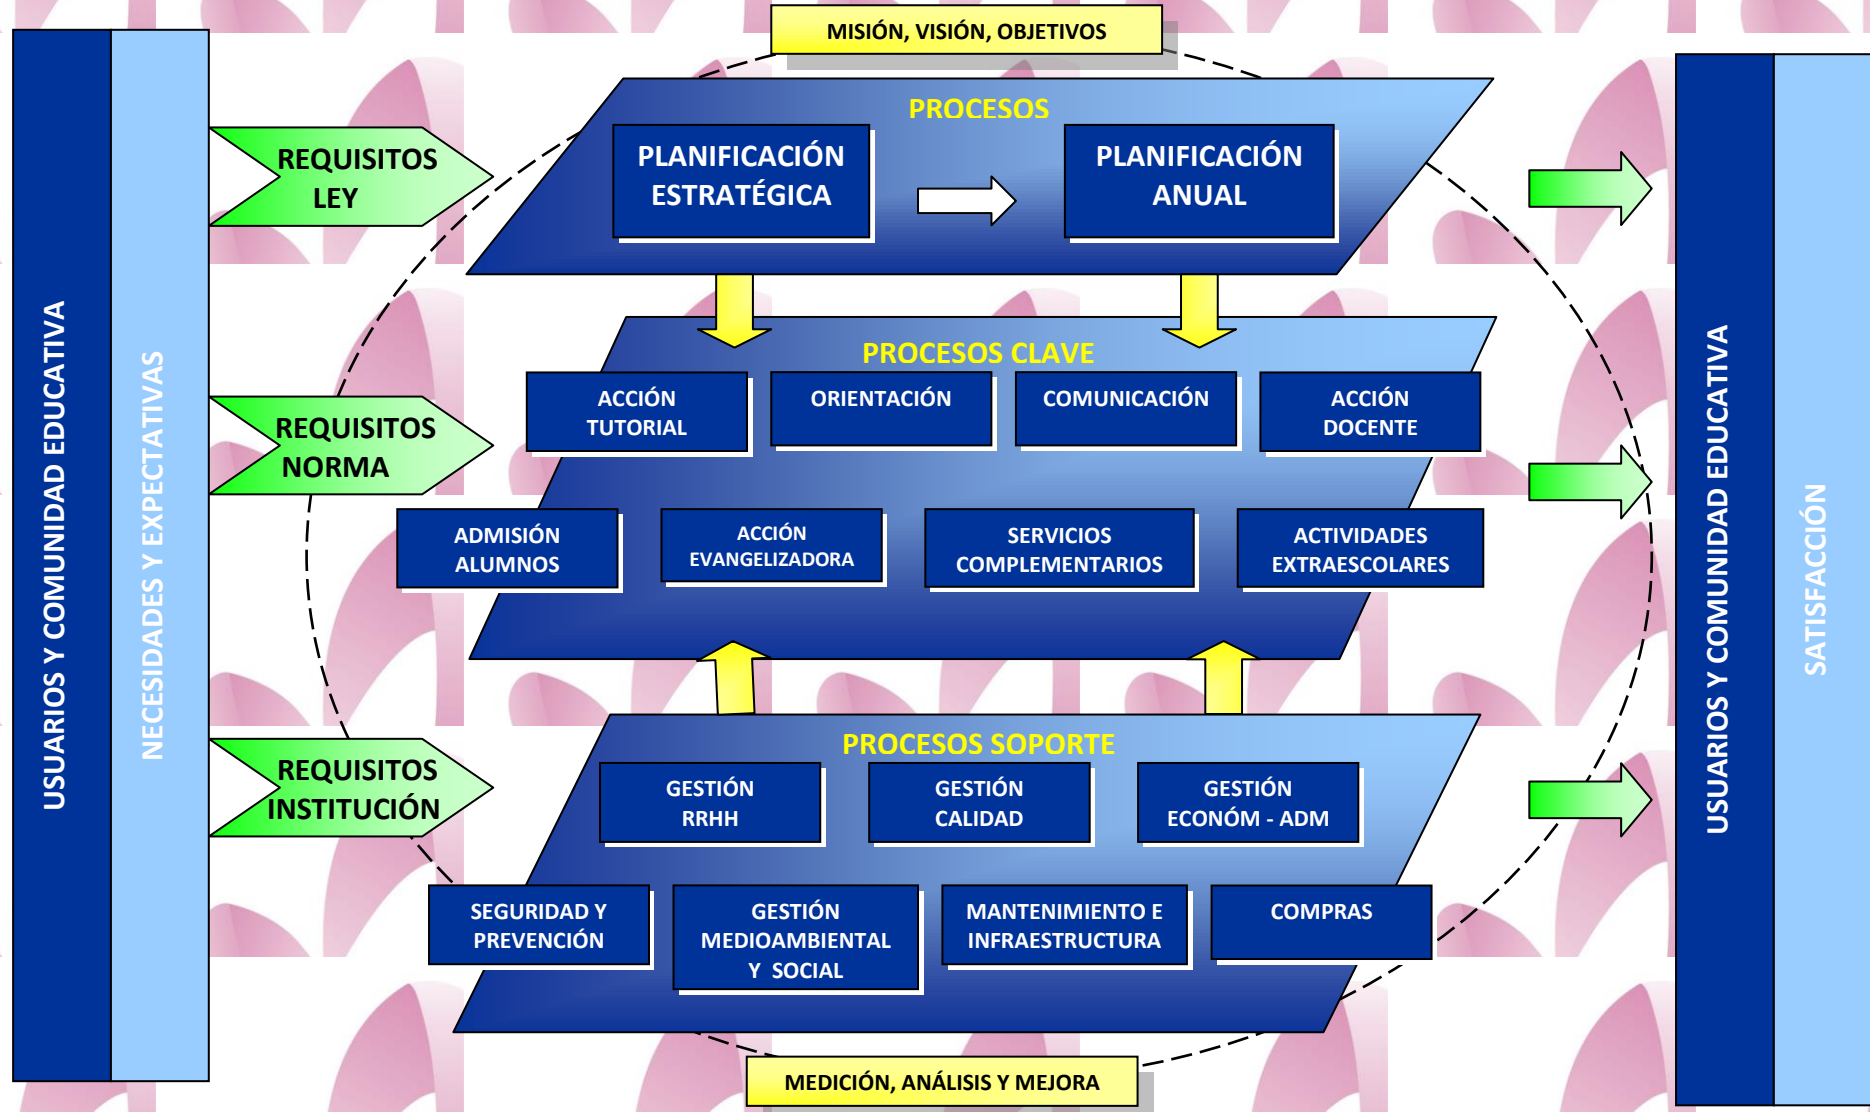 MISIÓN, VISIÓN, OBJETIVOS
USUARIOS Y COMUNIDAD EDUCATIVA
NECESIDADES Y EXPECTATIVAS
REQUISITOS
LEY
REQUISITOS
NORMA
REQUISITOS
INSTITUCIÓN
PROCESOS
PLANIFICACIÓN
ESTRATÉGICA
PLANIFICACIÓN
ANUAL
PROCESOS CLAVE
ACCIÓN
TUTORIAL
ORIENTACIÓN
COMUNICACIÓN
ACCIÓN
DOCENTE
ADMISIÓN
ALUMNOS
ACCIÓN
EVANGELIZADORA
SERVICIOS
COMPLEMENTARIOS
ACTIVIDADES
EXTRAESCOLARES
PROCESOS SOPORTE
GESTIÓN
RRHH
GESTIÓN
CALIDAD
GESTIÓN
ECONÓM - ADM
SEGURIDAD Y
PREVENCIÓN
GESTIÓN
MEDIOAMBIENTAL
Y SOCIAL
MANTENIMIENTO E
INFRAESTRUCTURA
COMPRAS
MEDICIÓN, ANÁLISIS Y MEJORA
USUARIOS Y COMUNIDAD EDUCATIVA
SATISFACCIÓN